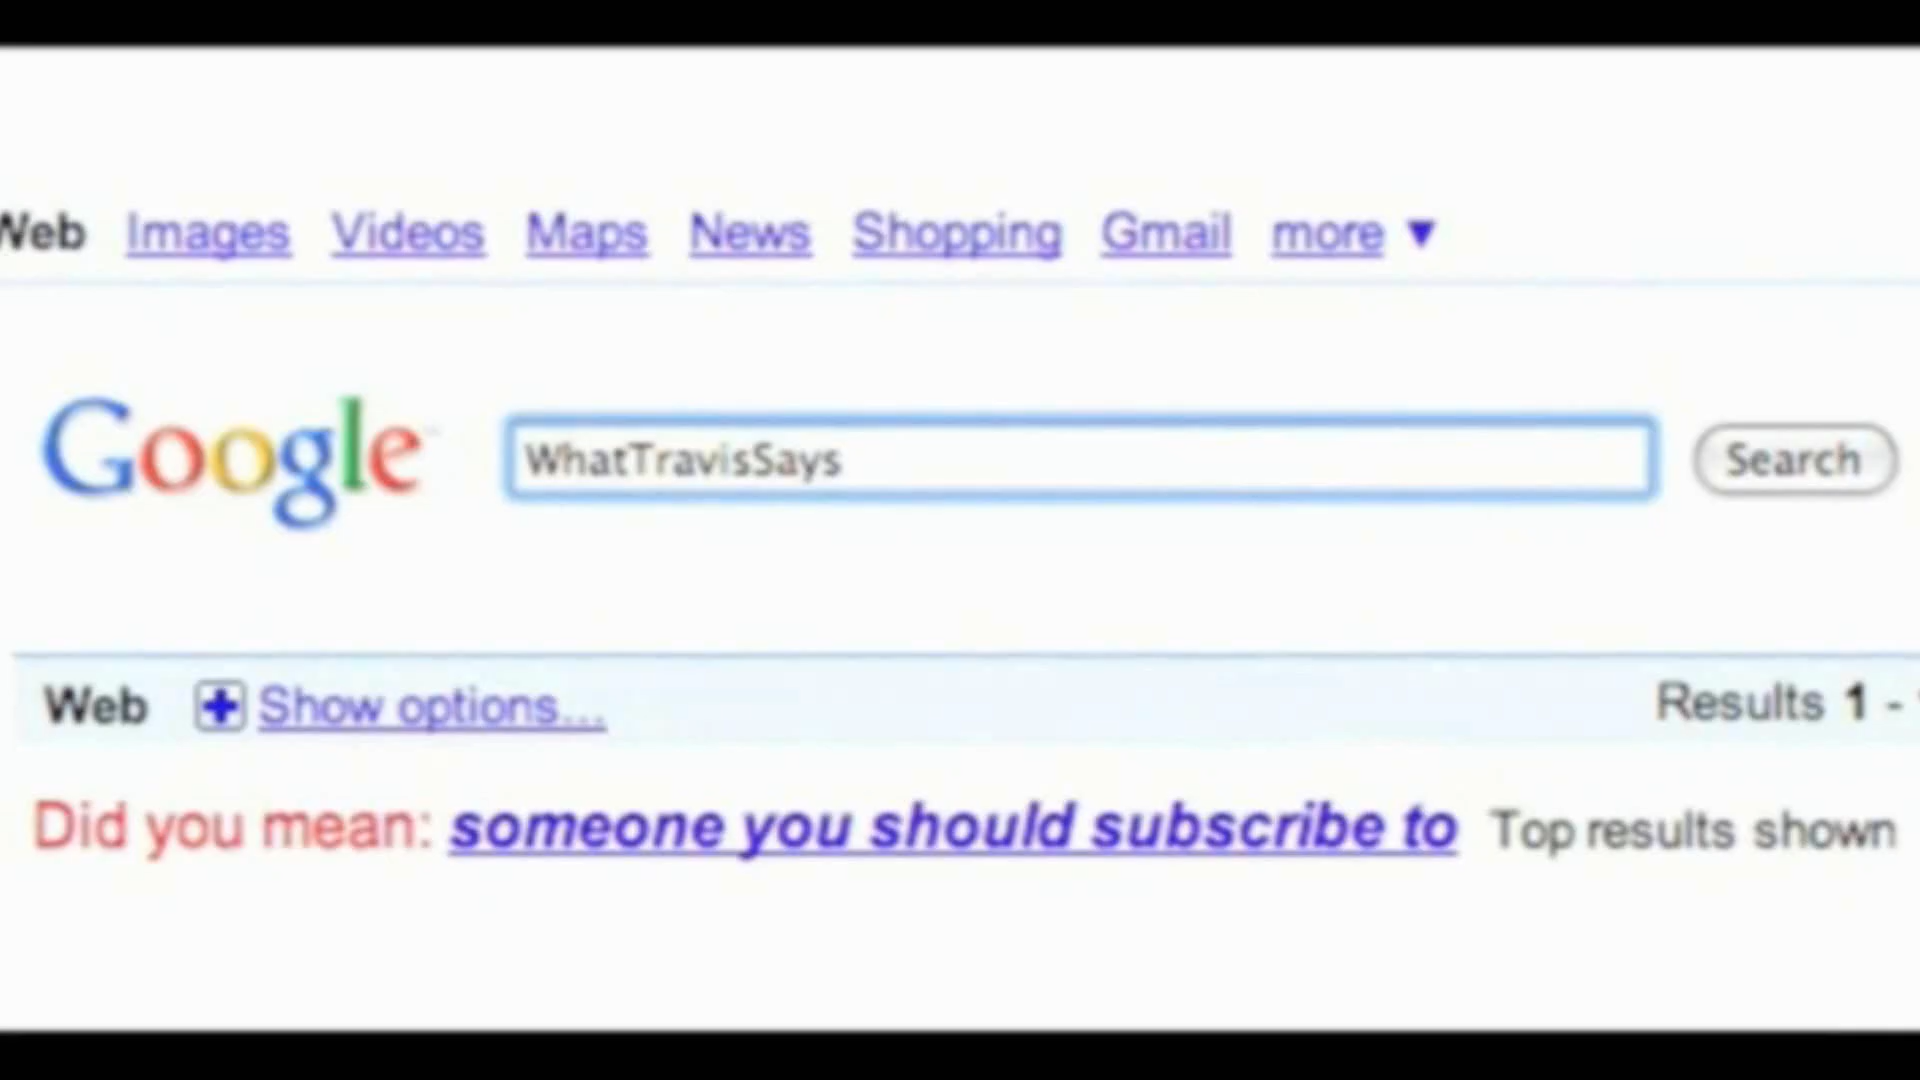 Web Images Videos Maps News Shopping Gmail more ▼
Google WhatTravisSays Search
Web Show options... Results 1 -
Did you mean: someone you should subscribe to Top results shown